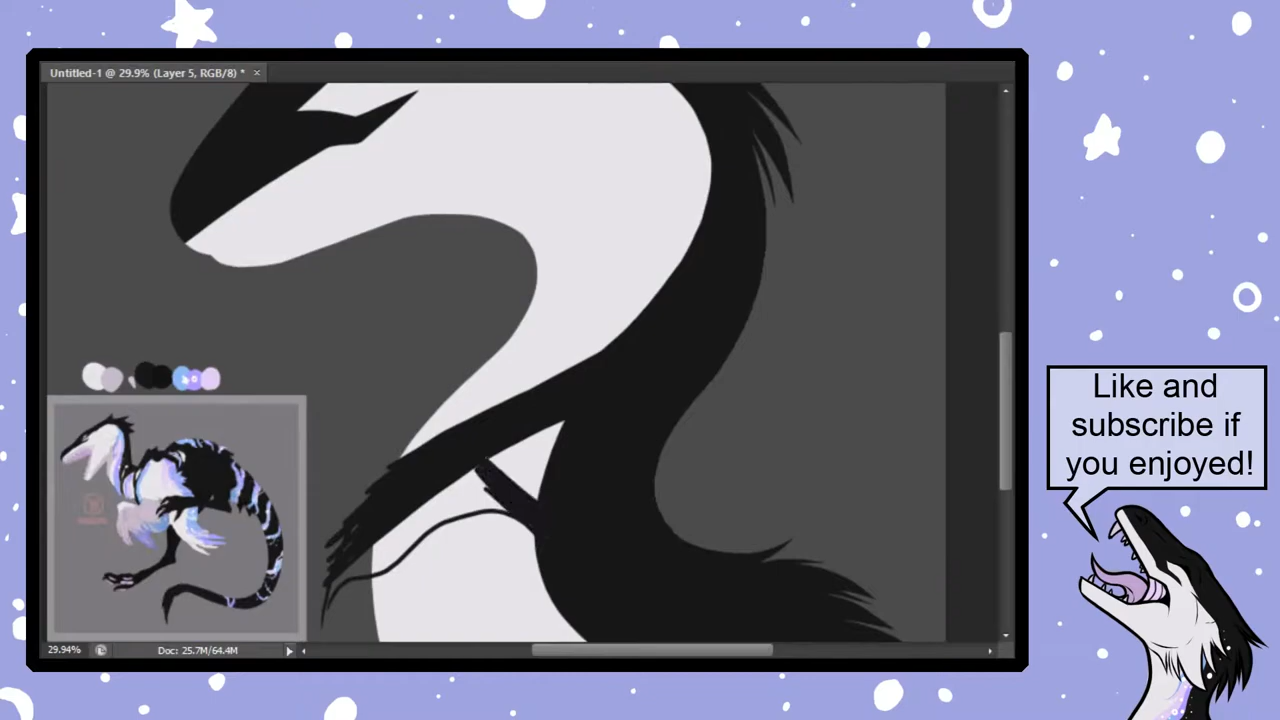 Untitled-1 @ 29.9% (Layer 5, RGB/8) *
29.94%
Doc: 25.7M/64.4M
Like and
subscribe if
you enjoyed!